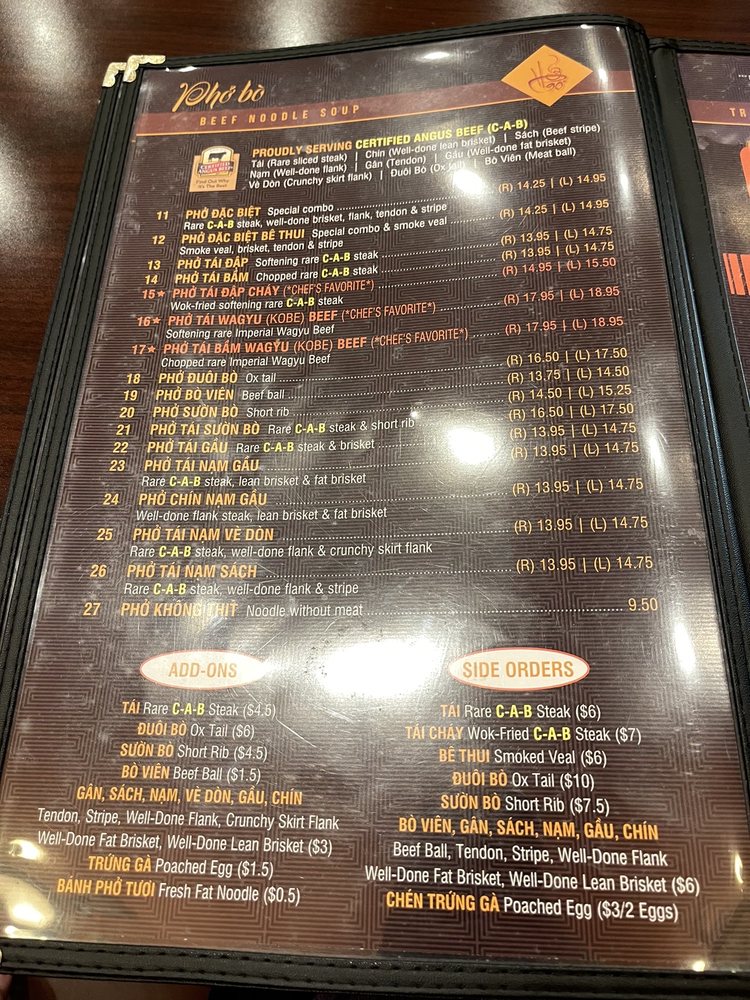 Phở bò
BEEF NOODLE SOUP
PROUDLY SERVING CERTIFIED ANGUS BEEF (C-A-B)
Tái (Rare sliced steak) | Chín (Well-done lean brisket) | Sách (Beef stripe)
Nạm (Well-done flank) | Gân (Tendon) | Gầu (Well-done fat brisket)
Vè Dòn (Crunchy skirt flank) | Đuôi Bò (Ox tail) | Bò Viên (Meat ball)
CERTIFIED
ANGUS BEEF
Find Out Why
It's The Best
11 PHỞ ĐẶC BIỆT Special combo (R) 14.25 | (L) 14.95
Rare C-A-B steak, well-done brisket, flank, tendon & stripe
12 PHỞ ĐẶC BIỆT BÊ THUI Special combo & smoke veal (R) 14.25 | (L) 14.95
Smoke veal, brisket, tendon & stripe
13 PHỞ TÁI ĐẬP Softening rare C-A-B steak (R) 13.95 | (L) 14.75
14 PHỞ TÁI BẰM Chopped rare C-A-B steak (R) 13.95 | (L) 14.75
15★ PHỞ TÁI ĐẬP CHÁY (*CHEF'S FAVORITE*) (R) 14.95 | (L) 15.50
Wok-fried softening rare C-A-B steak
16★ PHỞ TÁI WAGYU (KOBE) BEEF (*CHEF'S FAVORITE*) (R) 17.95 | (L) 18.95
Softening rare Imperial Wagyu Beef
17★ PHỞ TÁI BẰM WAGYU (KOBE) BEEF (*CHEF'S FAVORITE*) (R) 17.95 | (L) 18.95
Chopped rare Imperial Wagyu Beef
18 PHỞ ĐUÔI BÒ Ox tail (R) 16.50 | (L) 17.50
19 PHỞ BÒ VIÊN Beef ball (R) 13.75 | (L) 14.50
20 PHỞ SƯỜN BÒ Short rib (R) 14.50 | (L) 15.25
21 PHỞ TÁI SƯỜN BÒ Rare C-A-B steak & short rib (R) 16.50 | (L) 17.50
22 PHỞ TÁI GẦU Rare C-A-B steak & brisket (R) 13.95 | (L) 14.75
23 PHỞ TÁI NẠM GẦU (R) 13.95 | (L) 14.75
Rare C-A-B steak, lean brisket & fat brisket
24 PHỞ CHÍN NẠM GẦU (R) 13.95 | (L) 14.75
Well-done flank steak, lean brisket & fat brisket
25 PHỞ TÁI NẠM VÈ DÒN (R) 13.95 | (L) 14.75
Rare C-A-B steak, well-done flank & crunchy skirt flank
26 PHỞ TÁI NẠM SÁCH (R) 13.95 | (L) 14.75
Rare C-A-B steak, well-done flank & stripe
27 PHỞ KHÔNG THỊT Noodle without meat 9.50
ADD-ONS
TÁI Rare C-A-B Steak ($4.5)
ĐUÔI BÒ Ox Tail ($6)
SƯỜN BÒ Short Rib ($4.5)
BÒ VIÊN Beef Ball ($1.5)
GÂN, SÁCH, NẠM, VÈ DÒN, GẦU, CHÍN
Tendon, Stripe, Well-Done Flank, Crunchy Skirt Flank
Well-Done Fat Brisket, Well-Done Lean Brisket ($3)
TRỨNG GÀ Poached Egg ($1.5)
BÁNH PHỞ TƯƠI Fresh Fat Noodle ($0.5)
SIDE ORDERS
TÁI Rare C-A-B Steak ($6)
TÁI CHÁY Wok-Fried C-A-B Steak ($7)
BÊ THUI Smoked Veal ($6)
ĐUÔI BÒ Ox Tail ($10)
SƯỜN BÒ Short Rib ($7.5)
BÒ VIÊN, GÂN, SÁCH, NẠM, GẦU, CHÍN
Beef Ball, Tendon, Stripe, Well-Done Flank
Well-Done Fat Brisket, Well-Done Lean Brisket ($6)
CHÉN TRỨNG GÀ Poached Egg ($3/2 Eggs)
TR